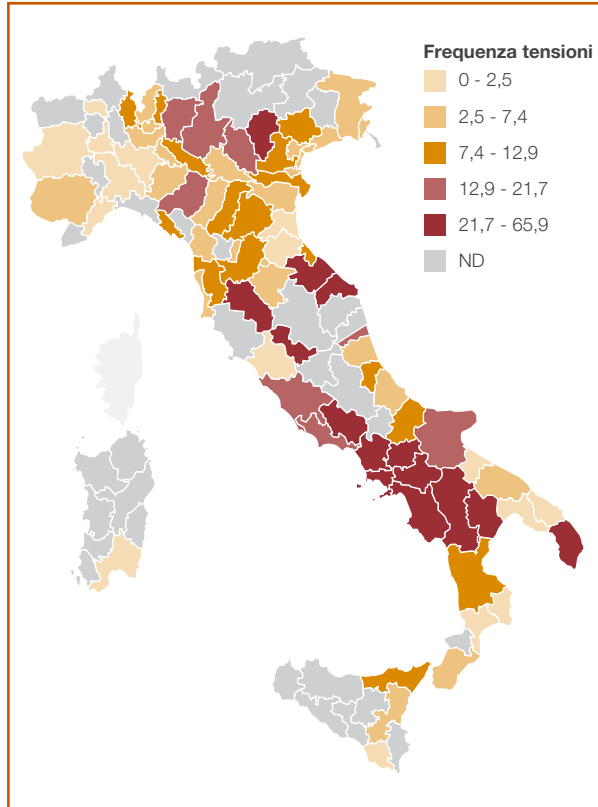 Frequenza tensioni
0 - 2,5
2,5 - 7,4
7,4 - 12,9
12,9 - 21,7
21,7 - 65,9
ND